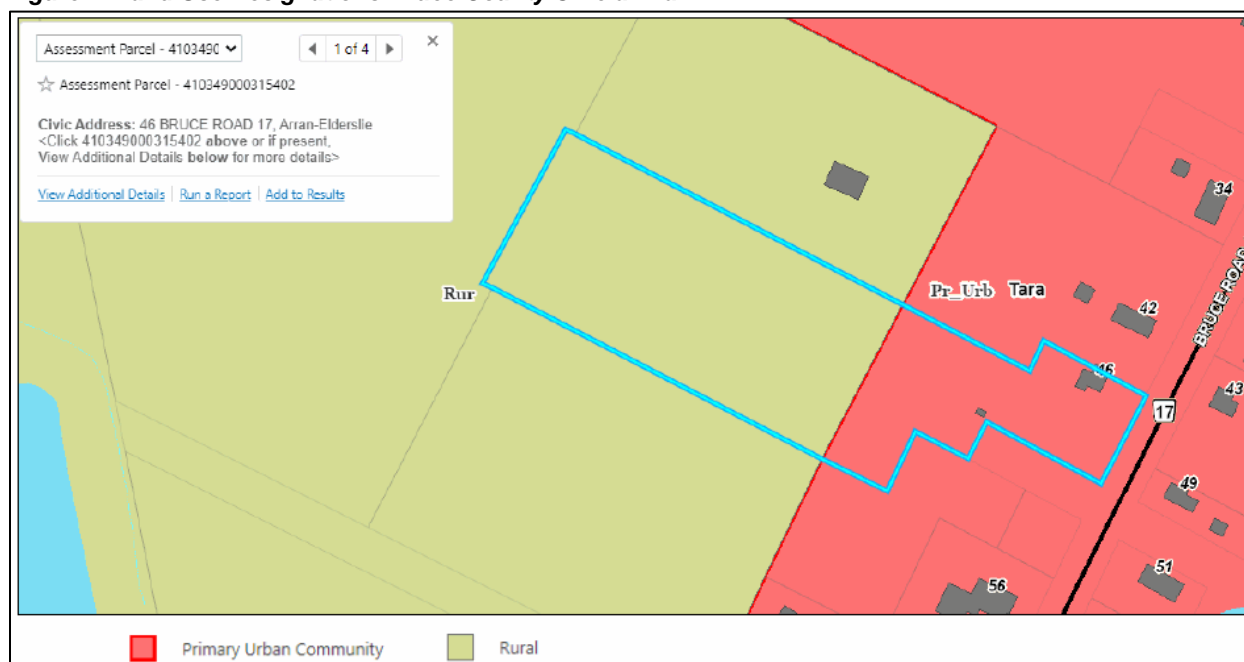 Assessment Parcel - 410349C
1 of 4
Assessment Parcel - 410349000315402
Civic Address: 46 BRUCE ROAD 17, Arran-Elderslie
<Click 410349000315402 above or if present,
View Additional Details below for more details>
View Additional Details | Run a Report | Add to Results
34
Rur
Pr_Urb Tara
42
BRUCE ROAD
46
43
17
49
51
56
Primary Urban Community
Rural